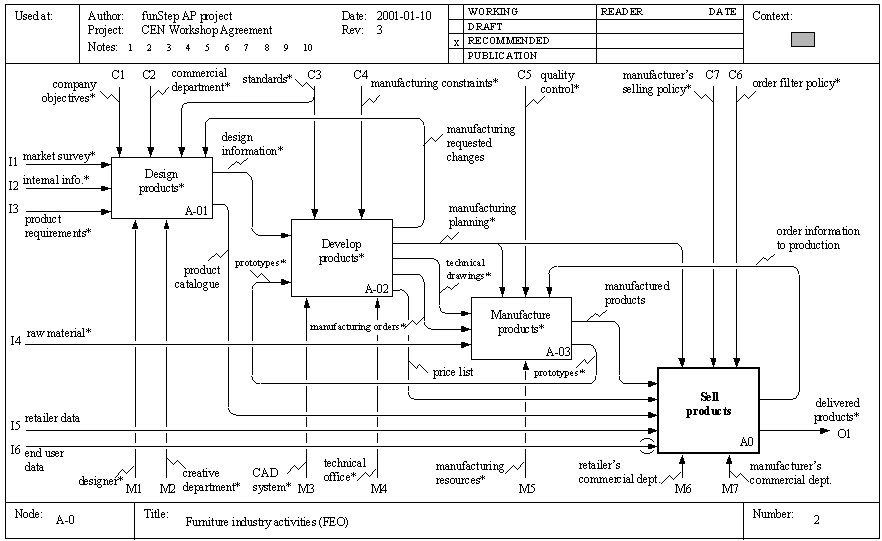 Used at:
Author: funStep AP project
Date: 2001-01-10
Project: CEN Workshop Agreement
Rev: 3
Notes: 1 2 3 4 5 6 7 8 9 10
WORKING
DRAFT
x RECOMMENDED
PUBLICATION
READER DATE
Context:
C1
C2
C3
C4
C5
C7
C6
company
objectives*
commercial
department*
standards*
manufacturing constraints*
quality
control*
manufacturer's
selling policy*
order filter policy*
I1 market survey*
I2 internal info.*
I3
product
requirements*
Design
products*
A-01
design
information*
manufacturing
requested
changes
product
catalogue
prototypes*
Develop
products*
A-02
manufacturing
planning*
technical
drawings*
order information
to production
manufactured
products
manufacturing orders*
Manufacture
products*
A-03
I4 raw material*
price list
prototypes*
Sell
products
A0
delivered
products*
O1
I5 retailer data
I6 end user
data
designer*
M1
M2
creative
department*
CAD
system*
M3
technical
office*
M4
manufacturing
resources*
M5
retailer's
commercial dept.
M6
M7
manufacturer's
commercial dept.
Node: A-0
Title: Furniture industry activities (FEO)
Number: 2